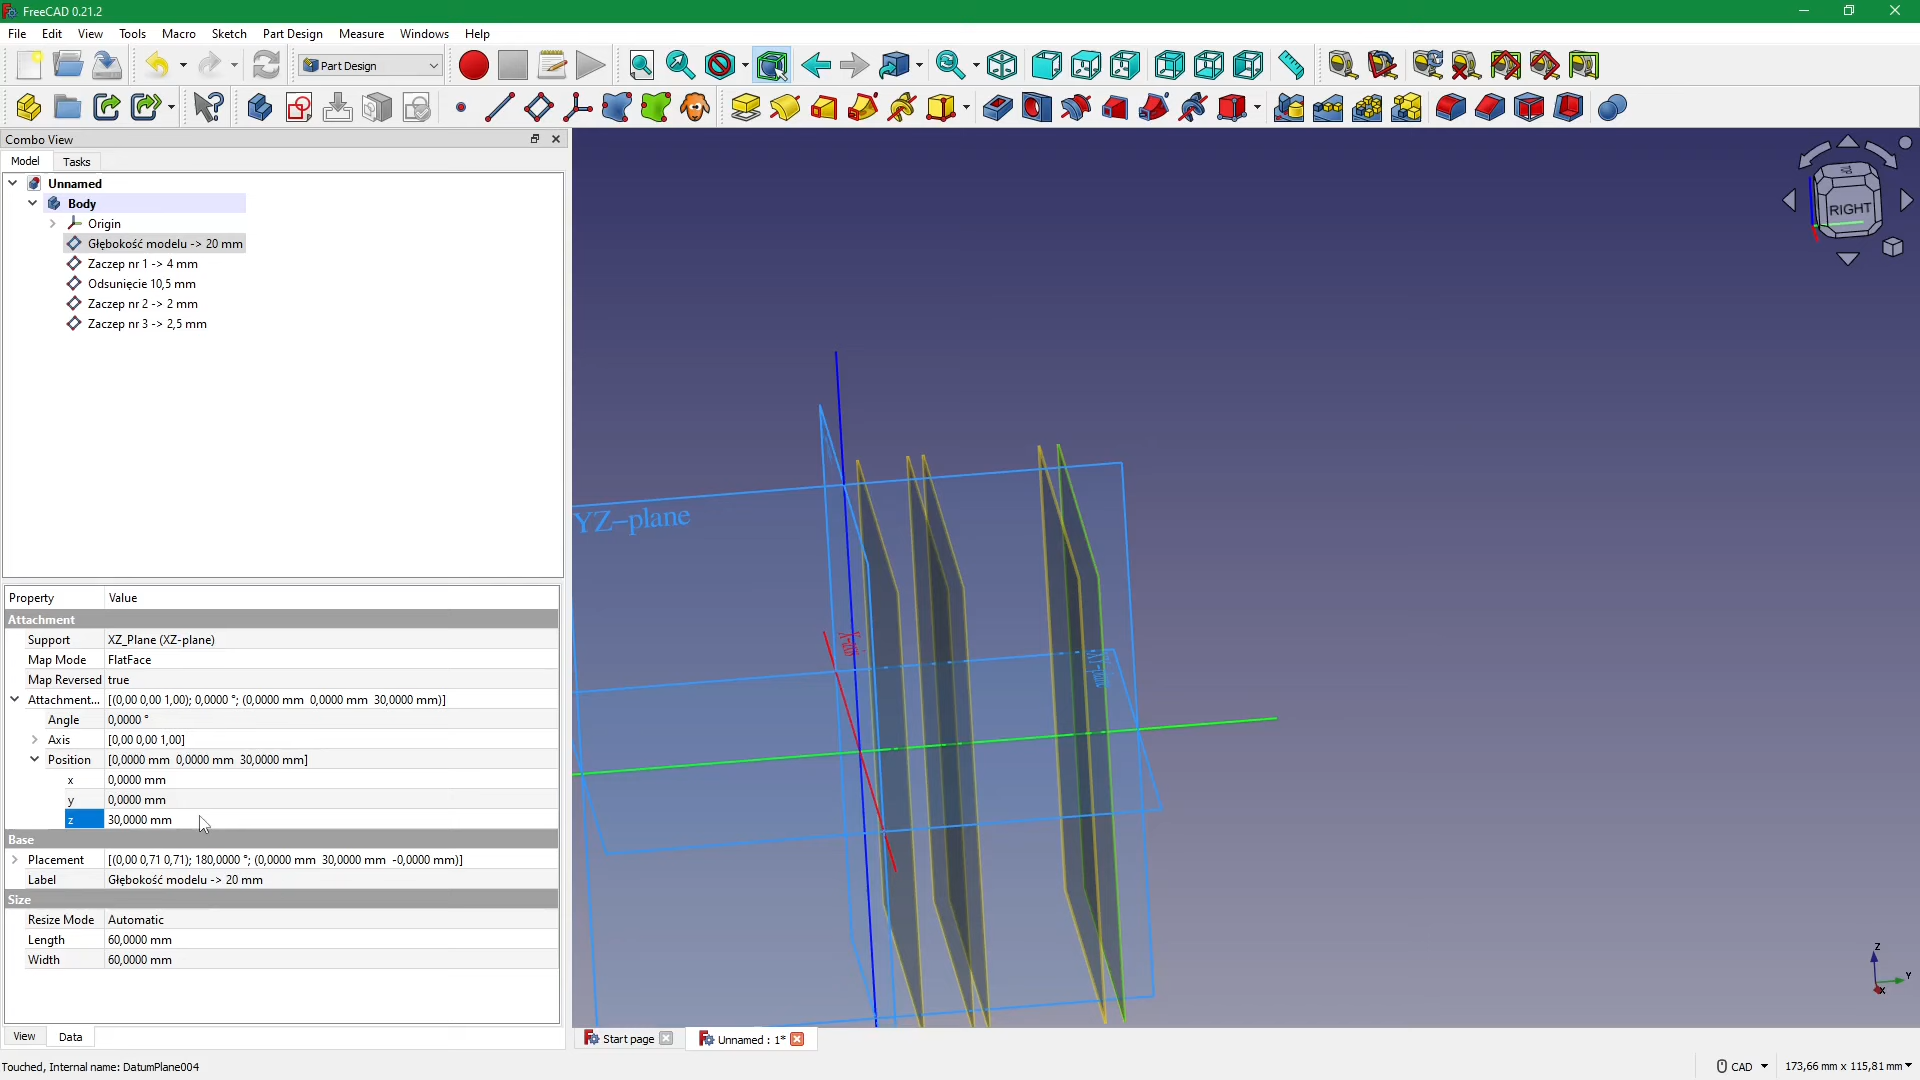 FreeCAD 0.21.2
File Edit View Tools Macro Sketch Part Design Measure Windows Help
Part Design
Combo View
Model Tasks
Unnamed
Body
Origin
Głębokość modelu -> 20 mm
Zaczep nr 1 -> 4 mm
Odsunięcie 10,5 mm
Zaczep nr 2 -> 2 mm
Zaczep nr 3 -> 2,5 mm
Property Value
Attachment
Support XZ_Plane (XZ-plane)
Map Mode FlatFace
Map Reversed true
Attachment... [(0,00 0,00 1,00); 0,0000 °; (0,0000 mm 0,0000 mm 30,0000 mm)]
Angle 0,0000 °
Axis [0,00 0,00 1,00]
Position [0,0000 mm 0,0000 mm 30,0000 mm]
x 0,0000 mm
y 0,0000 mm
z 30,0000 mm
Base
Placement [(0,00 0,71 0,71); 180,0000 °; (0,0000 mm 30,0000 mm -0,0000 mm)]
Label Głębokość modelu -> 20 mm
Size
Resize Mode Automatic
Length 60,0000 mm
Width 60,0000 mm
View Data
YZ-plane
RIGHT
Z
Y
X
Start page
Unnamed : 1*
Touched, Internal name: DatumPlane004
CAD
173,66 mm x 115,81 mm